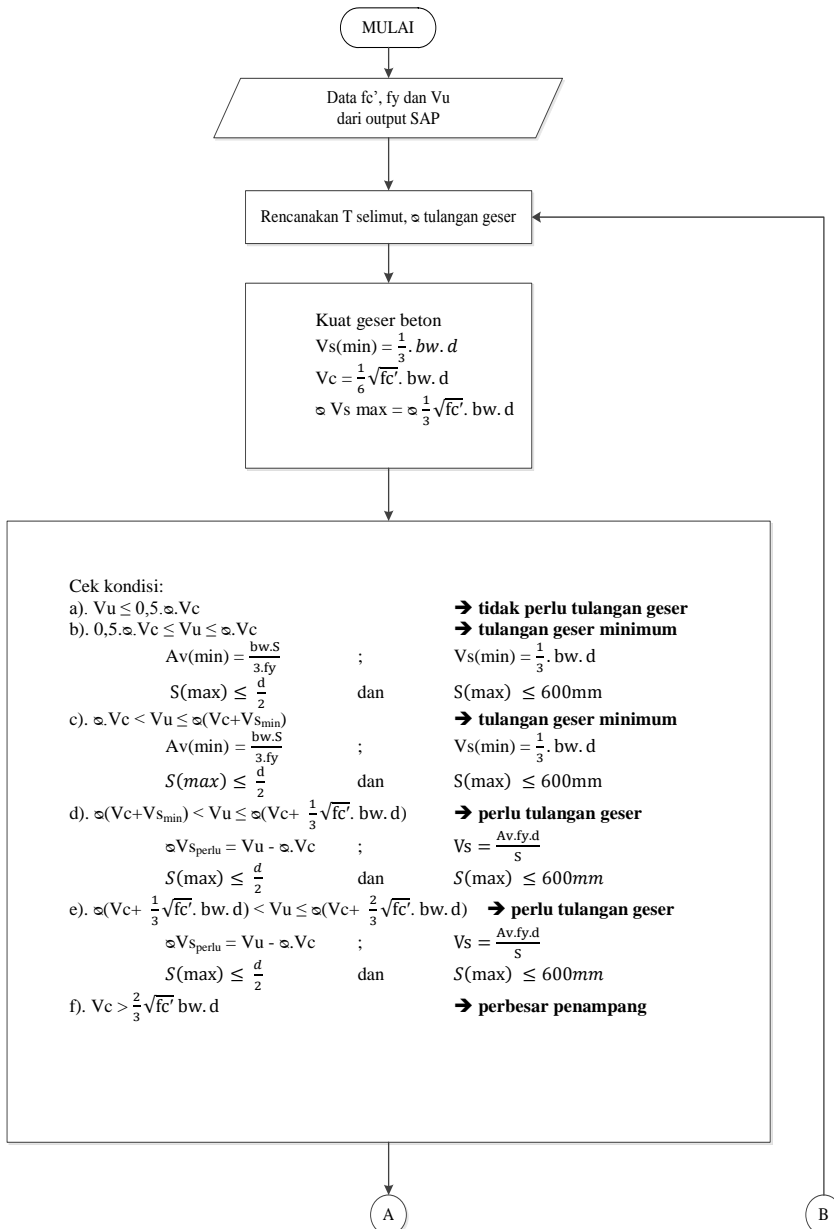 MULAI
Data fc’, fy dan Vu
dari output SAP
Rencanakan T selimut, ᴓ tulangan geser
Kuat geser beton
Vs(min) = 1/3 . bw. d
Vc = 1/6 √fc′. bw. d
ᴓ Vs max = ᴓ 1/3 √fc′. bw. d
Cek kondisi:
a). Vu ≤ 0,5.ᴓ.Vc ➔ tidak perlu tulangan geser
b). 0,5.ᴓ.Vc ≤ Vu ≤ ᴓ.Vc ➔ tulangan geser minimum
Av(min) = bw.S/3.fy ; Vs(min) = 1/3 . bw. d
S(max) ≤ d/2 dan S(max) ≤ 600mm
c). ᴓ.Vc < Vu ≤ ᴓ(Vc+Vsmin) ➔ tulangan geser minimum
Av(min) = bw.S/3.fy ; Vs(min) = 1/3 . bw. d
S(max) ≤ d/2 dan S(max) ≤ 600mm
d). ᴓ(Vc+Vsmin) < Vu ≤ ᴓ(Vc+ 1/3 √fc′. bw. d) ➔ perlu tulangan geser
ᴓVsperlu = Vu - ᴓ.Vc ; Vs = Av.fy.d/S
S(max) ≤ d/2 dan S(max) ≤ 600mm
e). ᴓ(Vc+ 1/3 √fc′. bw. d) < Vu ≤ ᴓ(Vc+ 2/3 √fc′. bw. d) ➔ perlu tulangan geser
ᴓVsperlu = Vu - ᴓ.Vc ; Vs = Av.fy.d/S
S(max) ≤ d/2 dan S(max) ≤ 600mm
f). Vc > 2/3 √fc′ bw. d ➔ perbesar penampang
A
B